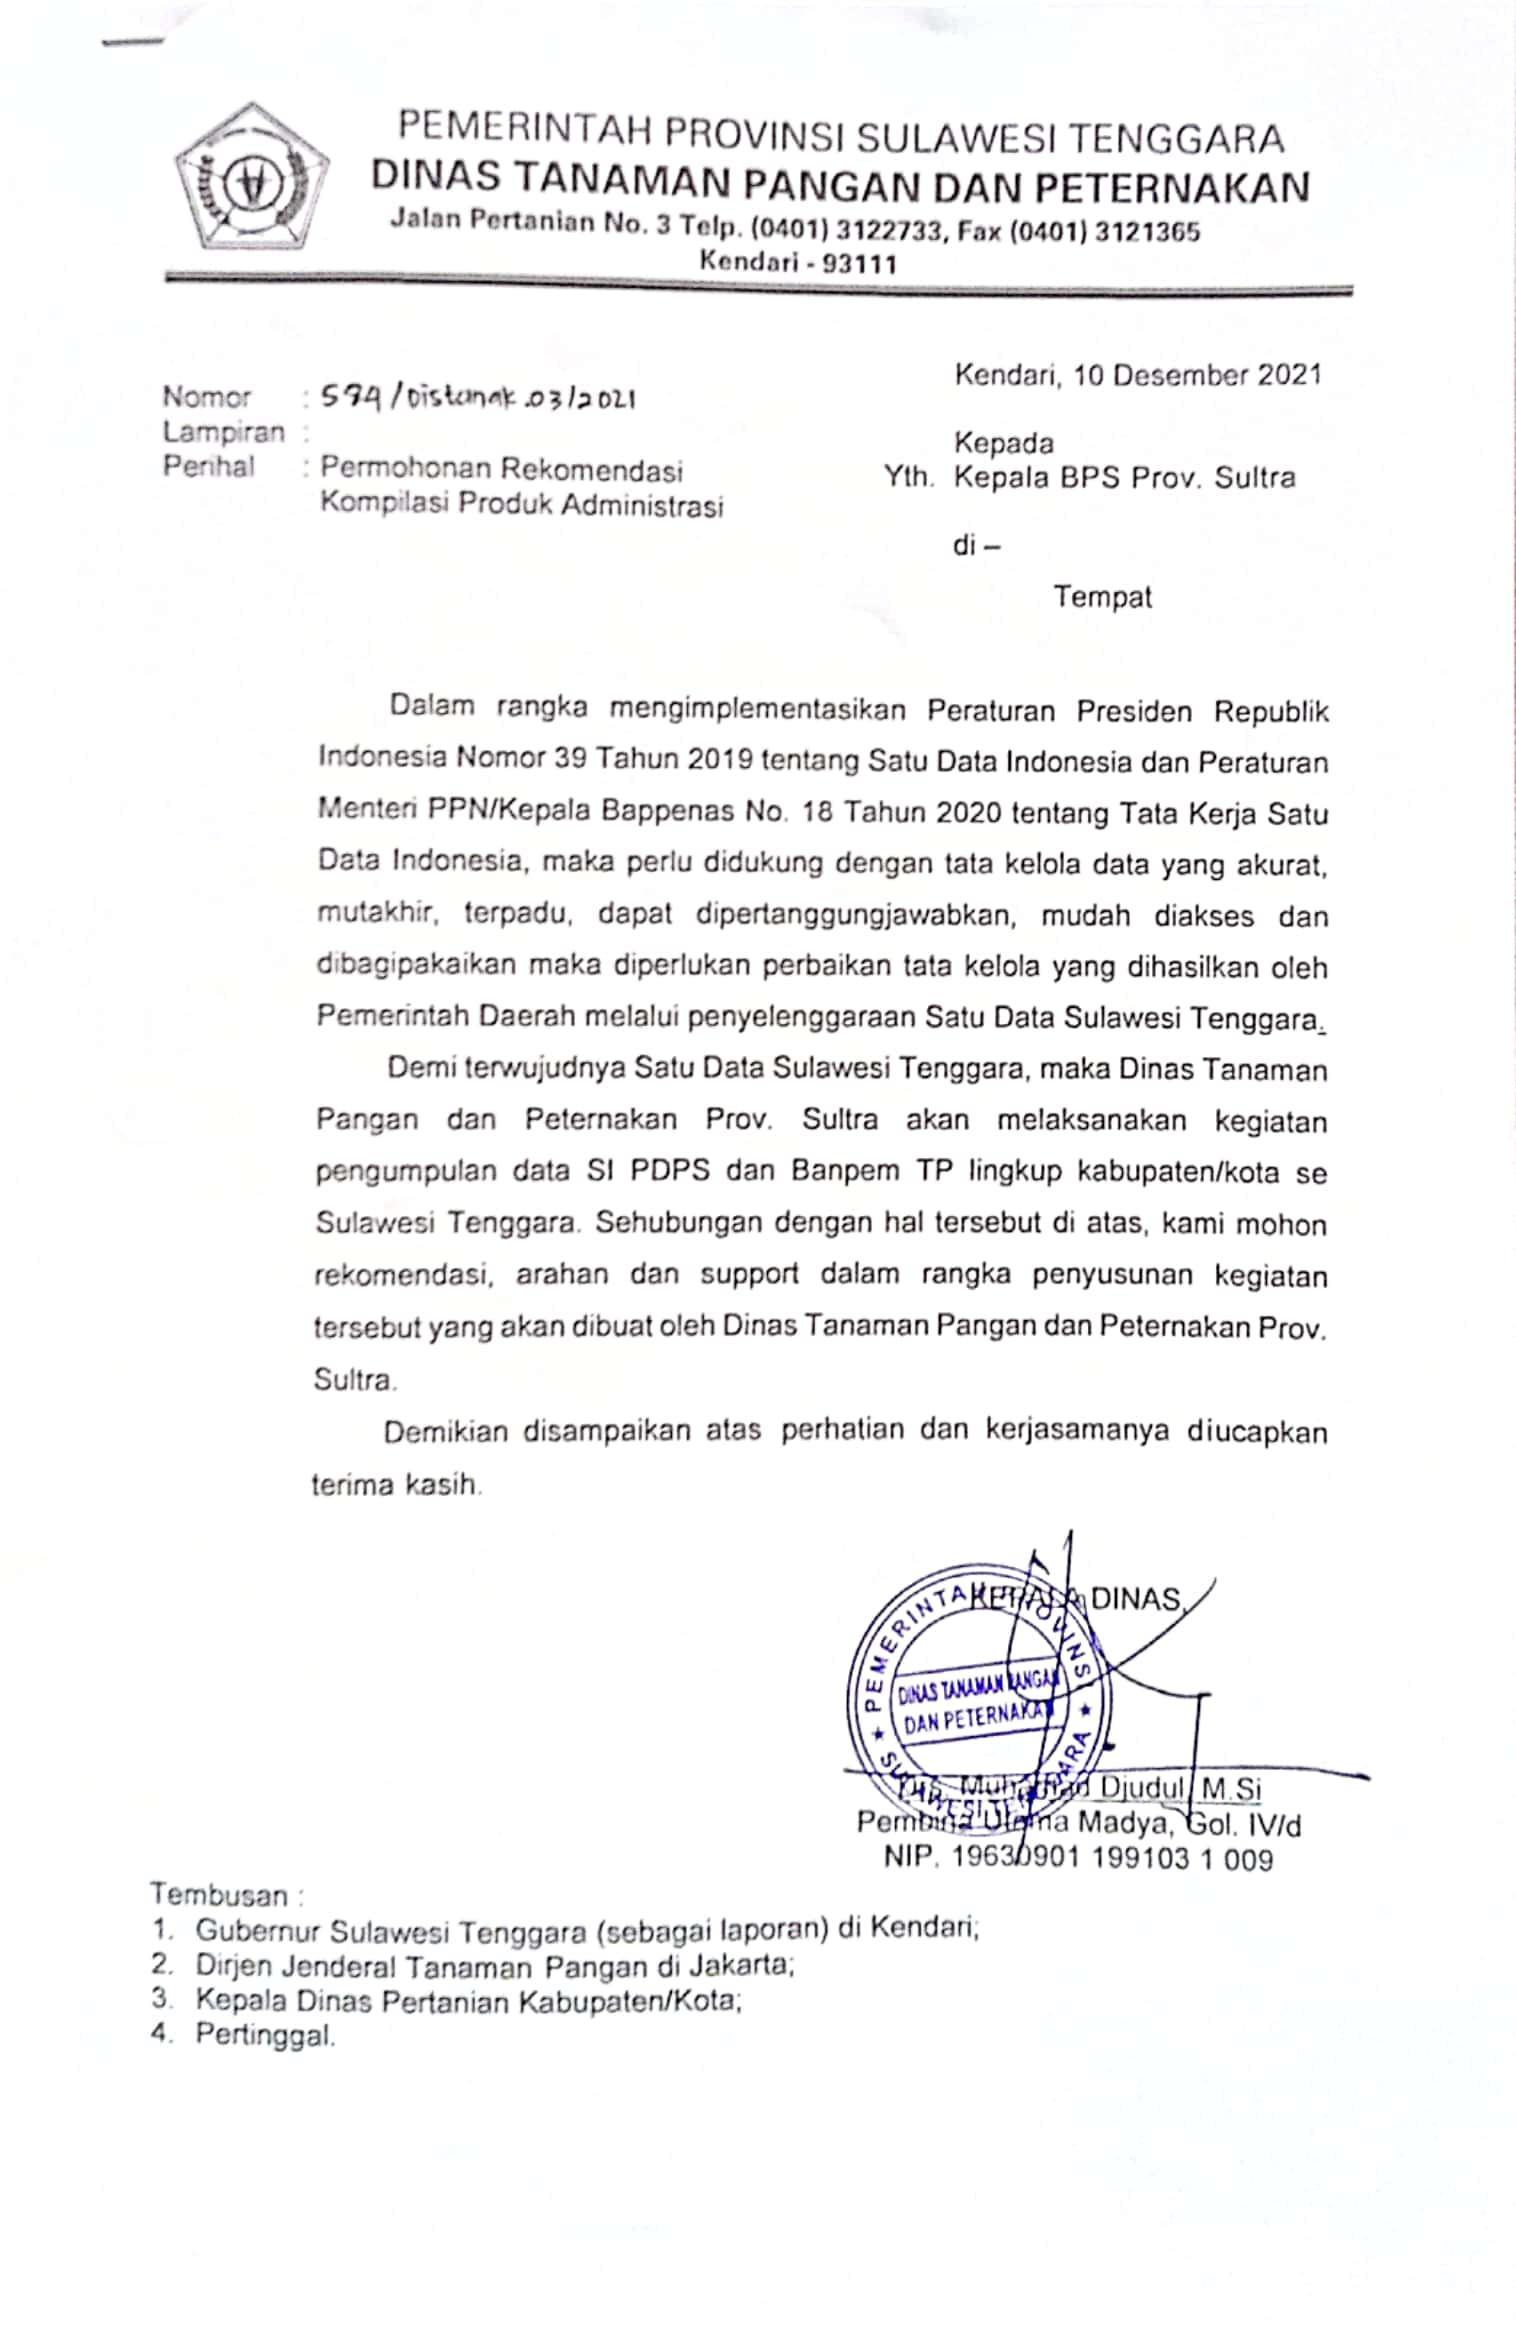 PEMERINTAH PROVINSI SULAWESI TENGGARA
DINAS TANAMAN PANGAN DAN PETERNAKAN
Jalan Pertanian No. 3 Telp. (0401) 3122733, Fax (0401) 3121365
Kendari - 93111
Kendari, 10 Desember 2021
Nomor : 594/Distanak.03/2021
Lampiran :
Perihal : Permohonan Rekomendasi
Kompilasi Produk Administrasi
Kepada
Yth. Kepala BPS Prov. Sultra
di –
Tempat
Dalam rangka mengimplementasikan Peraturan Presiden Republik
Indonesia Nomor 39 Tahun 2019 tentang Satu Data Indonesia dan Peraturan
Menteri PPN/Kepala Bappenas No. 18 Tahun 2020 tentang Tata Kerja Satu
Data Indonesia, maka perlu didukung dengan tata kelola data yang akurat,
mutakhir, terpadu, dapat dipertanggungjawabkan, mudah diakses dan
dibagipakaikan maka diperlukan perbaikan tata kelola yang dihasilkan oleh
Pemerintah Daerah melalui penyelenggaraan Satu Data Sulawesi Tenggara.
Demi terwujudnya Satu Data Sulawesi Tenggara, maka Dinas Tanaman
Pangan dan Peternakan Prov. Sultra akan melaksanakan kegiatan
pengumpulan data SI PDPS dan Banpem TP lingkup kabupaten/kota se
Sulawesi Tenggara. Sehubungan dengan hal tersebut di atas, kami mohon
rekomendasi, arahan dan support dalam rangka penyusunan kegiatan
tersebut yang akan dibuat oleh Dinas Tanaman Pangan dan Peternakan Prov.
Sultra.
Demikian disampaikan atas perhatian dan kerjasamanya diucapkan
terima kasih.
KEPALA DINAS,
PEMERINTAH PROVINSI
DINAS TANAMAN PANGAN
DAN PETERNAKAN
SULAWESI TENGGARA
Drs. Muhamad Djudul, M.Si
Pembina Utama Madya, Gol. IV/d
NIP. 19630901 199103 1 009
Tembusan :
1. Gubernur Sulawesi Tenggara (sebagai laporan) di Kendari;
2. Dirjen Jenderal Tanaman Pangan di Jakarta;
3. Kepala Dinas Pertanian Kabupaten/Kota;
4. Pertinggal.